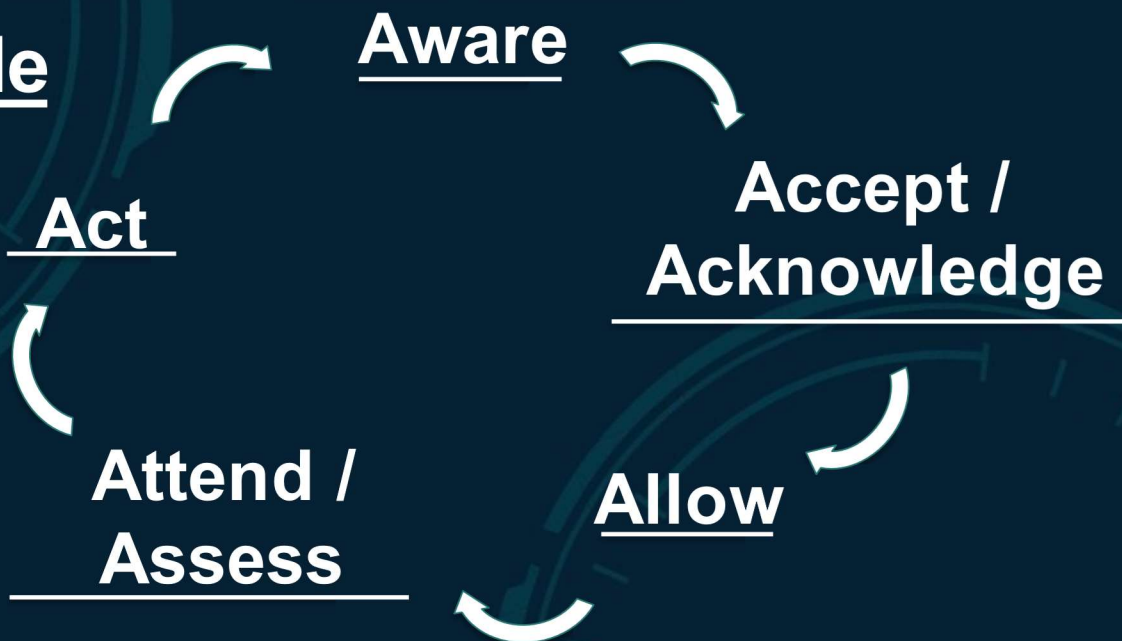 Aware
Act
Accept /
Acknowledge
Attend /
Assess
Allow